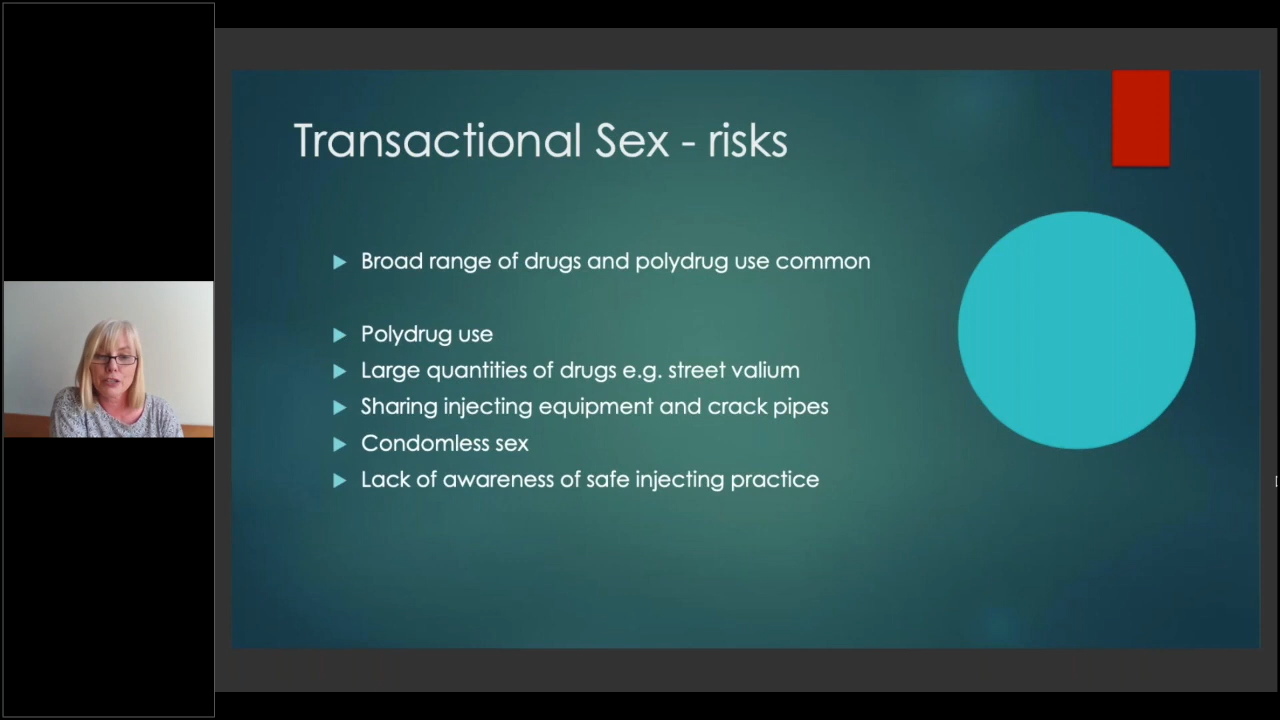 Transactional Sex - risks
Broad range of drugs and polydrug use common
Polydrug use
Large quantities of drugs e.g. street valium
Sharing injecting equipment and crack pipes
Condomless sex
Lack of awareness of safe injecting practice